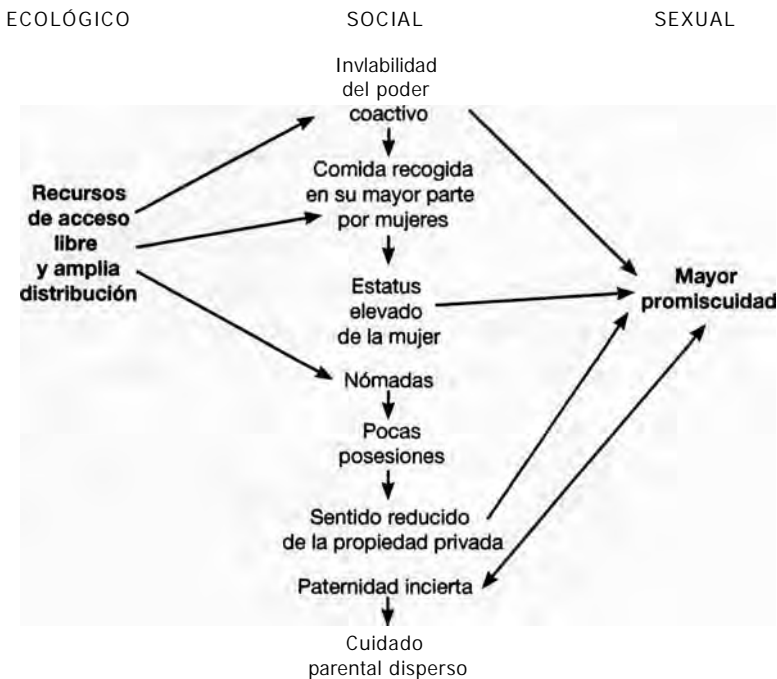 ECOLÓGICO
SOCIAL
SEXUAL
Invlabilidad
del poder
coactivo
Comida recogida
en su mayor parte
por mujeres
Recursos
de acceso
libre
y amplia
distribución
Estatus
elevado
de la mujer
Mayor
promiscuidad
Nómadas
Pocas
posesiones
Sentido reducido
de la propiedad privada
Paternidad incierta
Cuidado
parental disperso